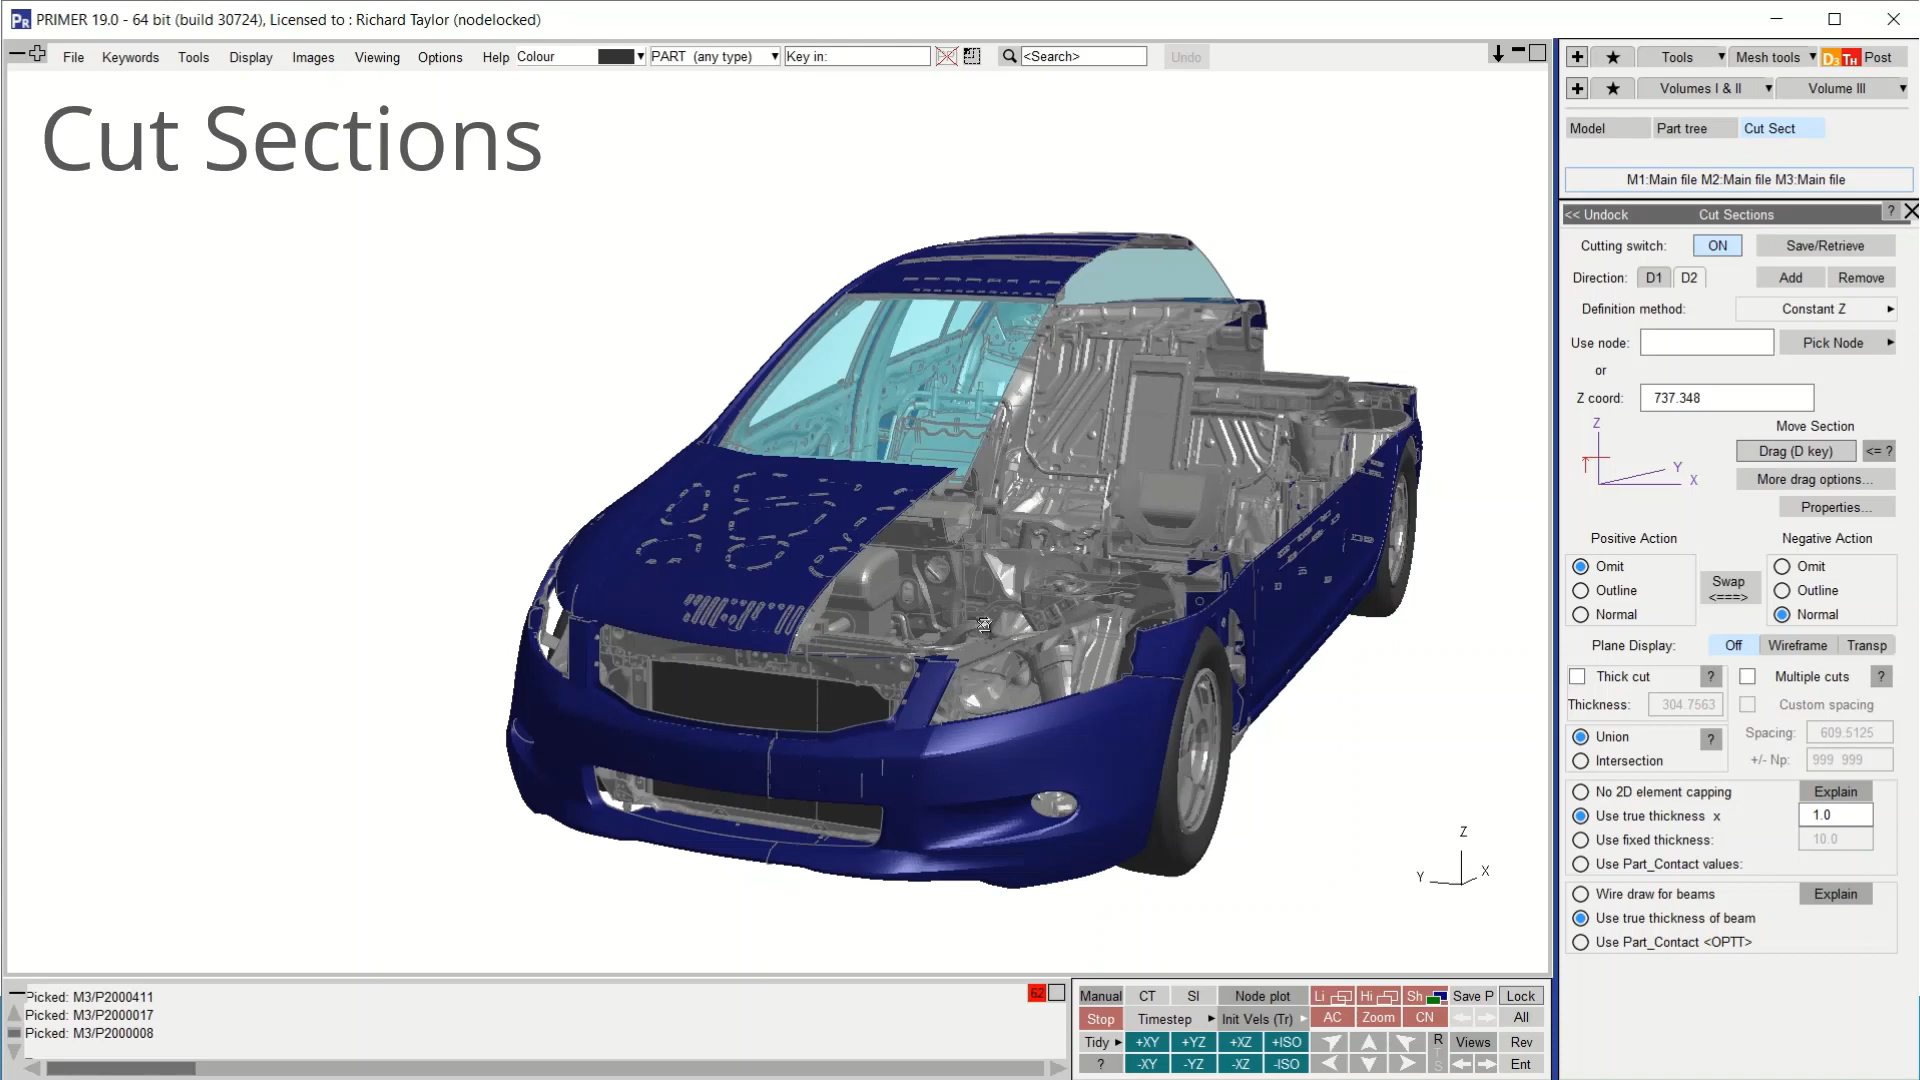 PRIMER 19.0 - 64 bit (build 30724), Licensed to : Richard Taylor (nodelocked)
File Keywords Tools Display Images Viewing Options Help Colour PART (any type) Key in: <Search> Undo
Cut Sections
Tools Mesh tools D3 TH Post
Volumes I & II Volume III
Model Part tree Cut Sect
M1:Main file M2:Main file M3:Main file
<< Undock Cut Sections ?
Cutting switch: ON Save/Retrieve
Direction: D1 D2 Add Remove
Definition method: Constant Z
Use node: Pick Node
or
Z coord: 737.348
Z Y X
Move Section
Drag (D key) <= ?
More drag options...
Properties...
Positive Action Negative Action
Omit Omit
Outline Swap Outline
<===>
Normal Normal
Plane Display: Off Wireframe Transp
Thick cut ? Multiple cuts ?
Thickness: 304.7563 Custom spacing
Union ? Spacing: 609.5125
Intersection +/- Np: 999 999
No 2D element capping Explain
Use true thickness x 1.0
Use fixed thickness: 10.0
Use Part_Contact values:
Wire draw for beams Explain
Use true thickness of beam
Use Part_Contact <OPTT>
Z
Y X
Picked: M3/P2000411
Picked: M3/P2000017
Picked: M3/P2000008
62
Manual CT SI Node plot Li Hi Sh Save P Lock
Stop Timestep Init Vels (Tr) AC Zoom CN All
Tidy +XY +YZ +XZ +ISO R Views Rev
? -XY -YZ -XZ -ISO T S Ent